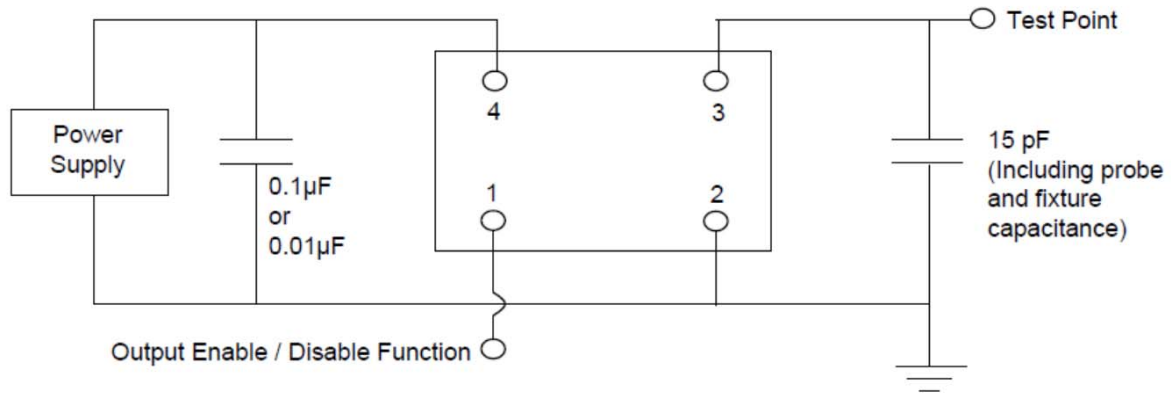 Test Point
4
3
Power
Supply
15 pF
(Including probe
and fixture
capacitance)
0.1µF
or
0.01µF
1
2
Output Enable / Disable Function